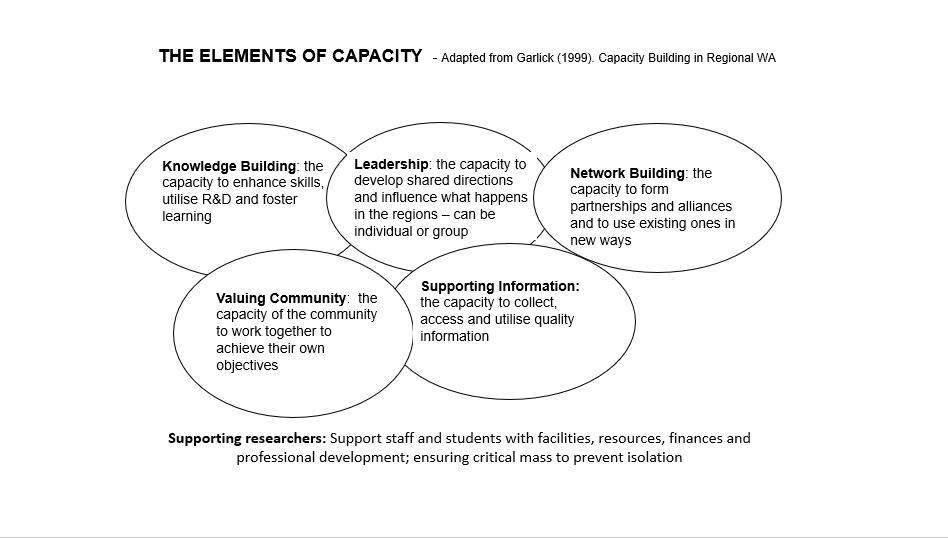 THE ELEMENTS OF CAPACITY - Adapted from Garlick (1999). Capacity Building in Regional WA
Knowledge Building: the
capacity to enhance skills,
utilise R&D and foster
learning
Leadership: the capacity to
develop shared directions
and influence what happens
in the regions – can be
individual or group
Network Building: the
capacity to form
partnerships and alliances
and to use existing ones in
new ways
Valuing Community:  the
capacity of the community
to work together to
achieve their own
objectives
Supporting Information:
the capacity to collect,
access and utilise quality
information
Supporting researchers: Support staff and students with facilities, resources, finances and
professional development; ensuring critical mass to prevent isolation